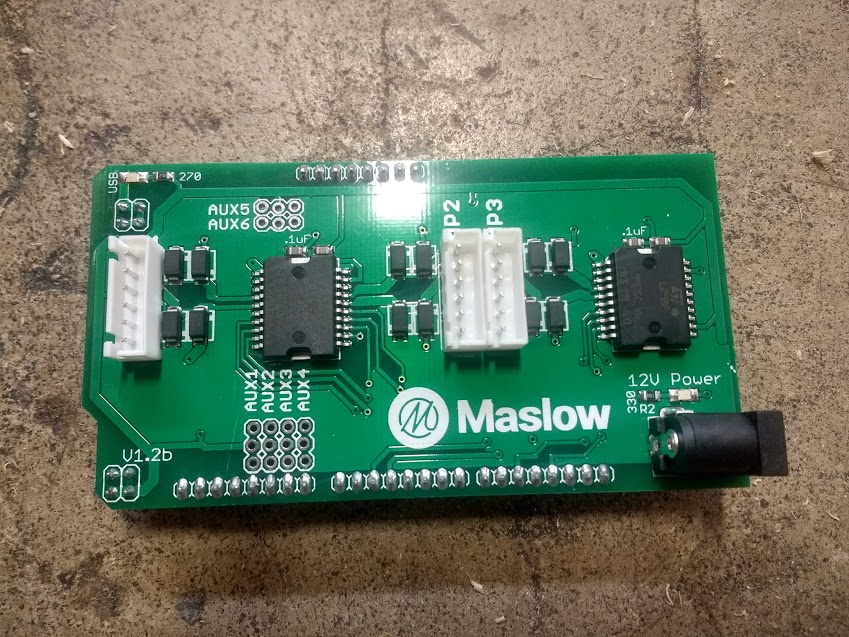 USB
270
AUX5
AUX6
P2
P3
.1uF
.1uF
AUX1
AUX2
AUX3
AUX4
12V Power
330
R2
Maslow
V1.2b